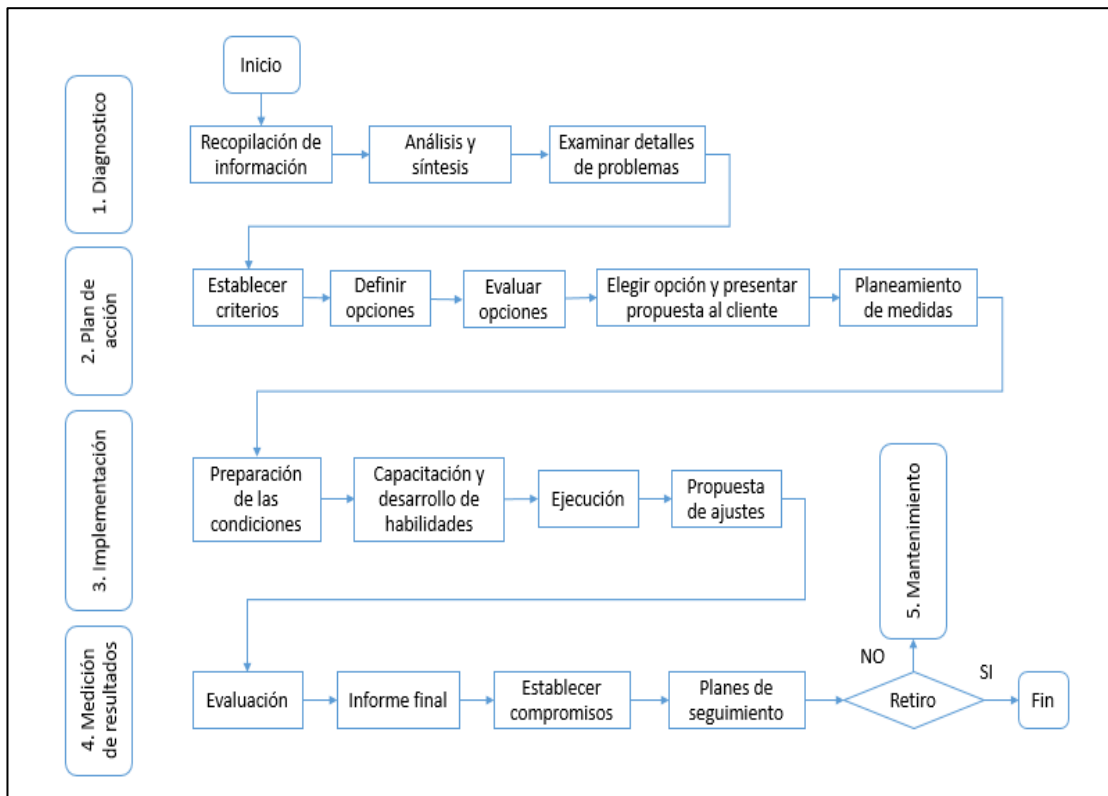 Inicio
1. Diagnostico
Recopilación de
información
Análisis y
síntesis
Examinar detalles
de problemas
2. Plan de
acción
Establecer
criterios
Definir
opciones
Evaluar
opciones
Elegir opción y presentar
propuesta al cliente
Planeamiento
de medidas
3. Implementación
Preparación
de las
condiciones
Capacitación y
desarrollo de
habilidades
Ejecución
Propuesta
de ajustes
4. Medición
de resultados
Evaluación
Informe final
Establecer
compromisos
Planes de
seguimiento
Retiro
NO
5. Mantenimiento
SI
Fin